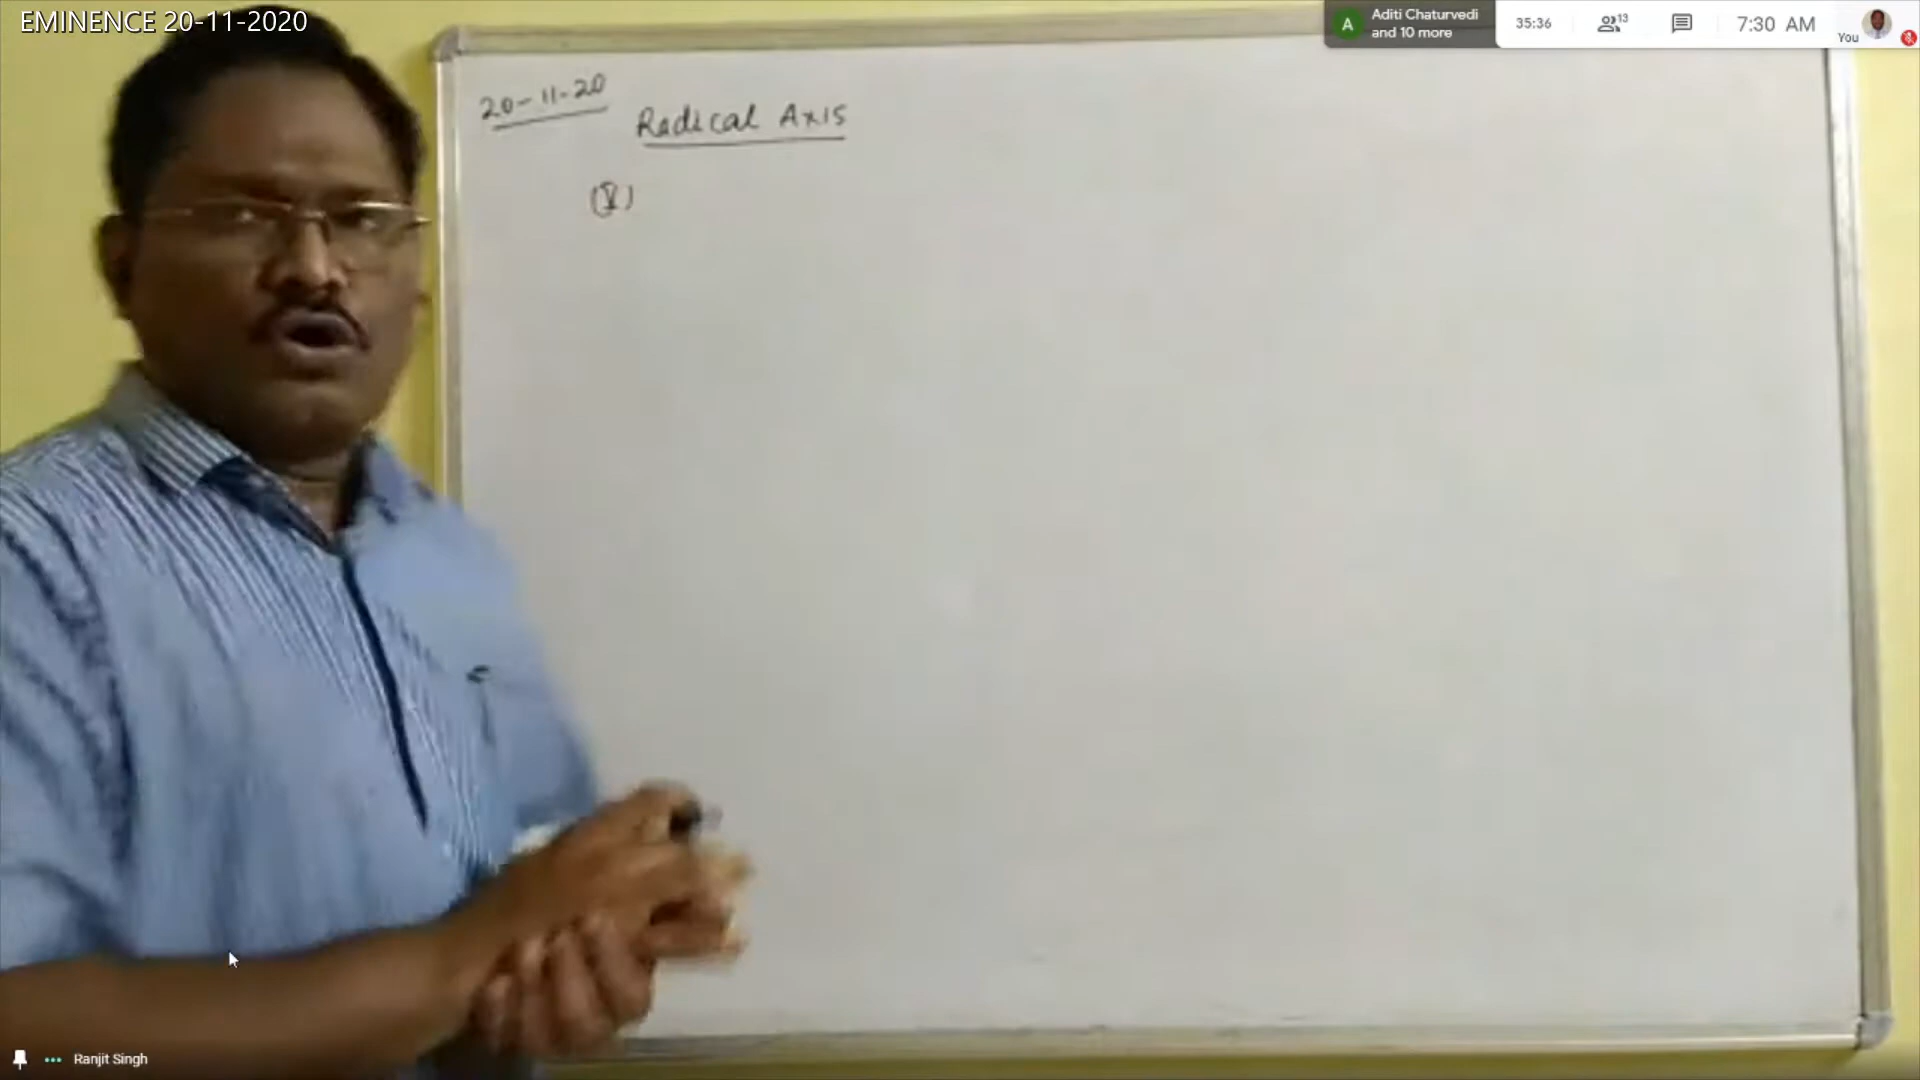 EMINENCE 20-11-2020
A
Aditi Chaturvedi
and 10 more
35:36
13
7:30 AM
You
20-11-20
Radical Axis
(V)
Ranjit Singh